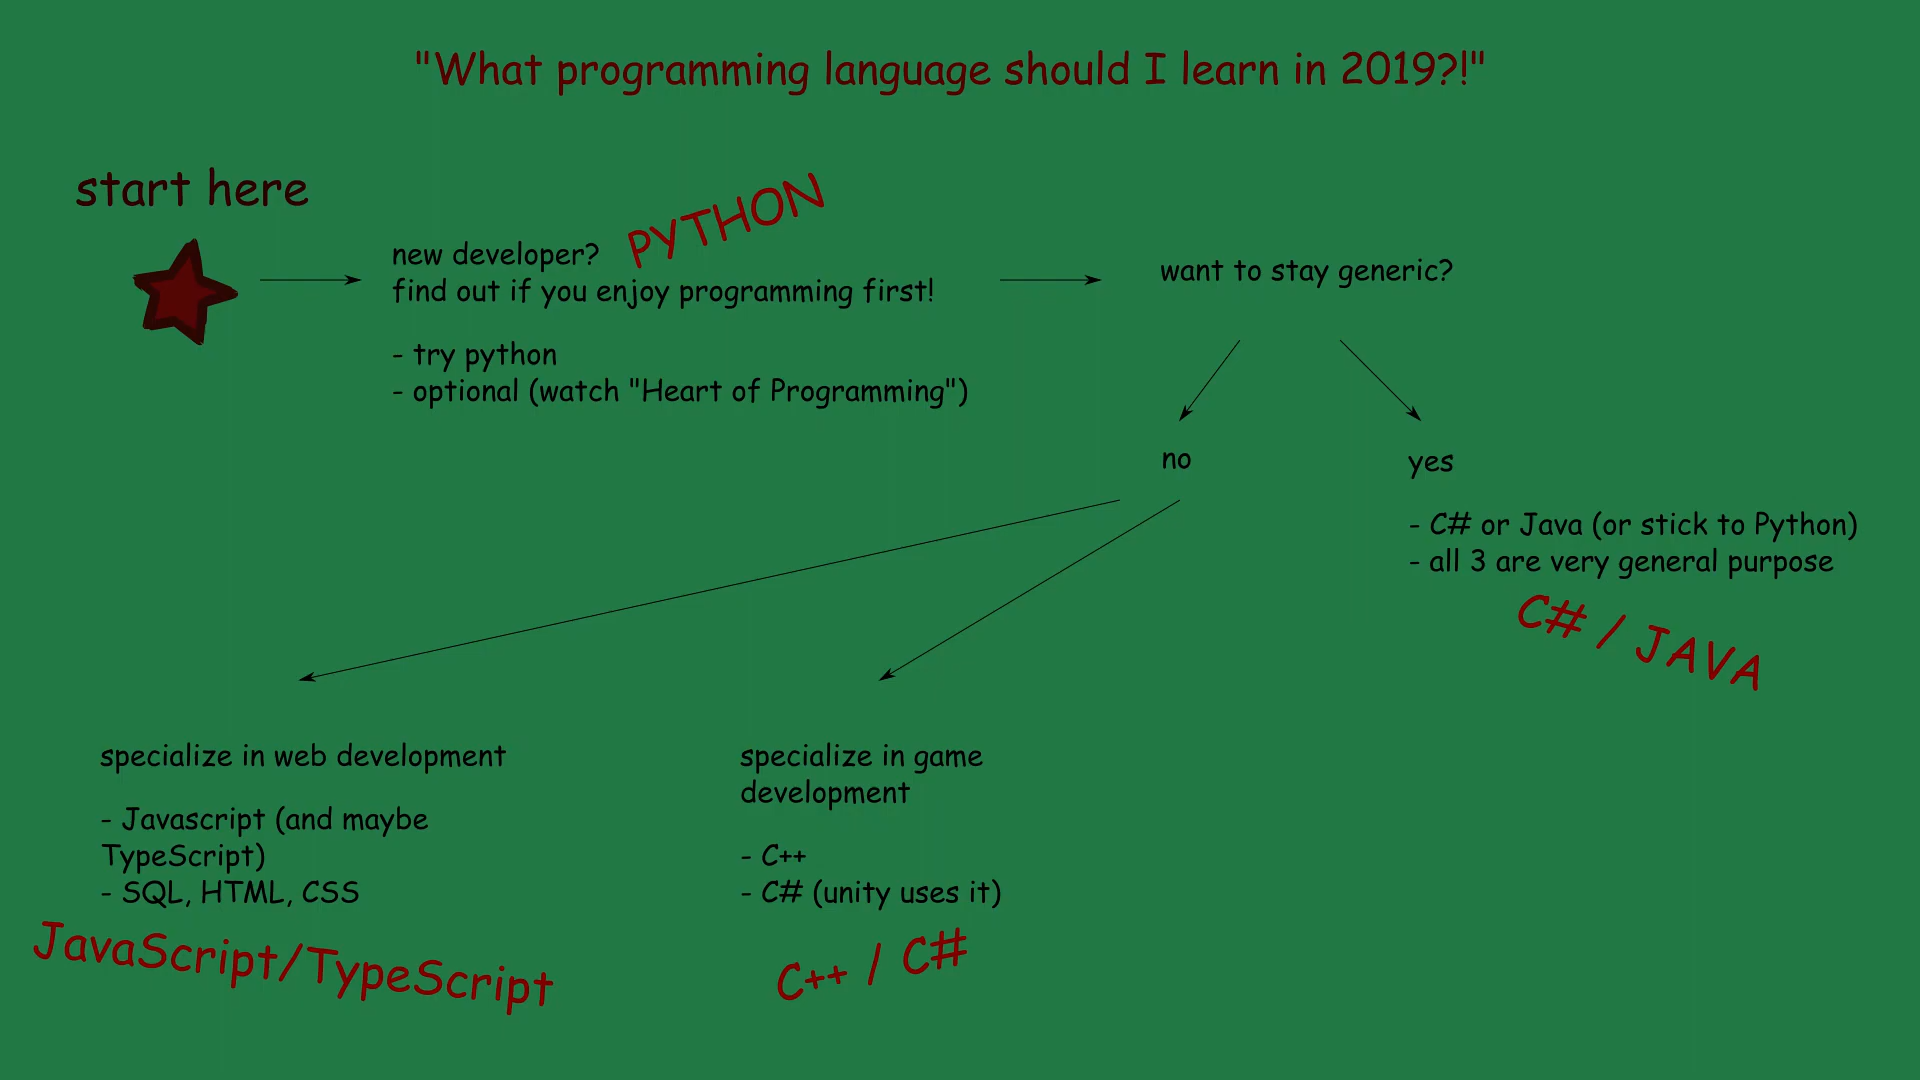 "What programming language should I learn in 2019?!"
start here
PYTHON
new developer?
find out if you enjoy programming first!
- try python
- optional (watch "Heart of Programming")
want to stay generic?
no
yes
- C# or Java (or stick to Python)
- all 3 are very general purpose
C# / JAVA
specialize in web development
- Javascript (and maybe
TypeScript)
- SQL, HTML, CSS
JavaScript/TypeScript
specialize in game
development
- C++
- C# (unity uses it)
C++ / C#